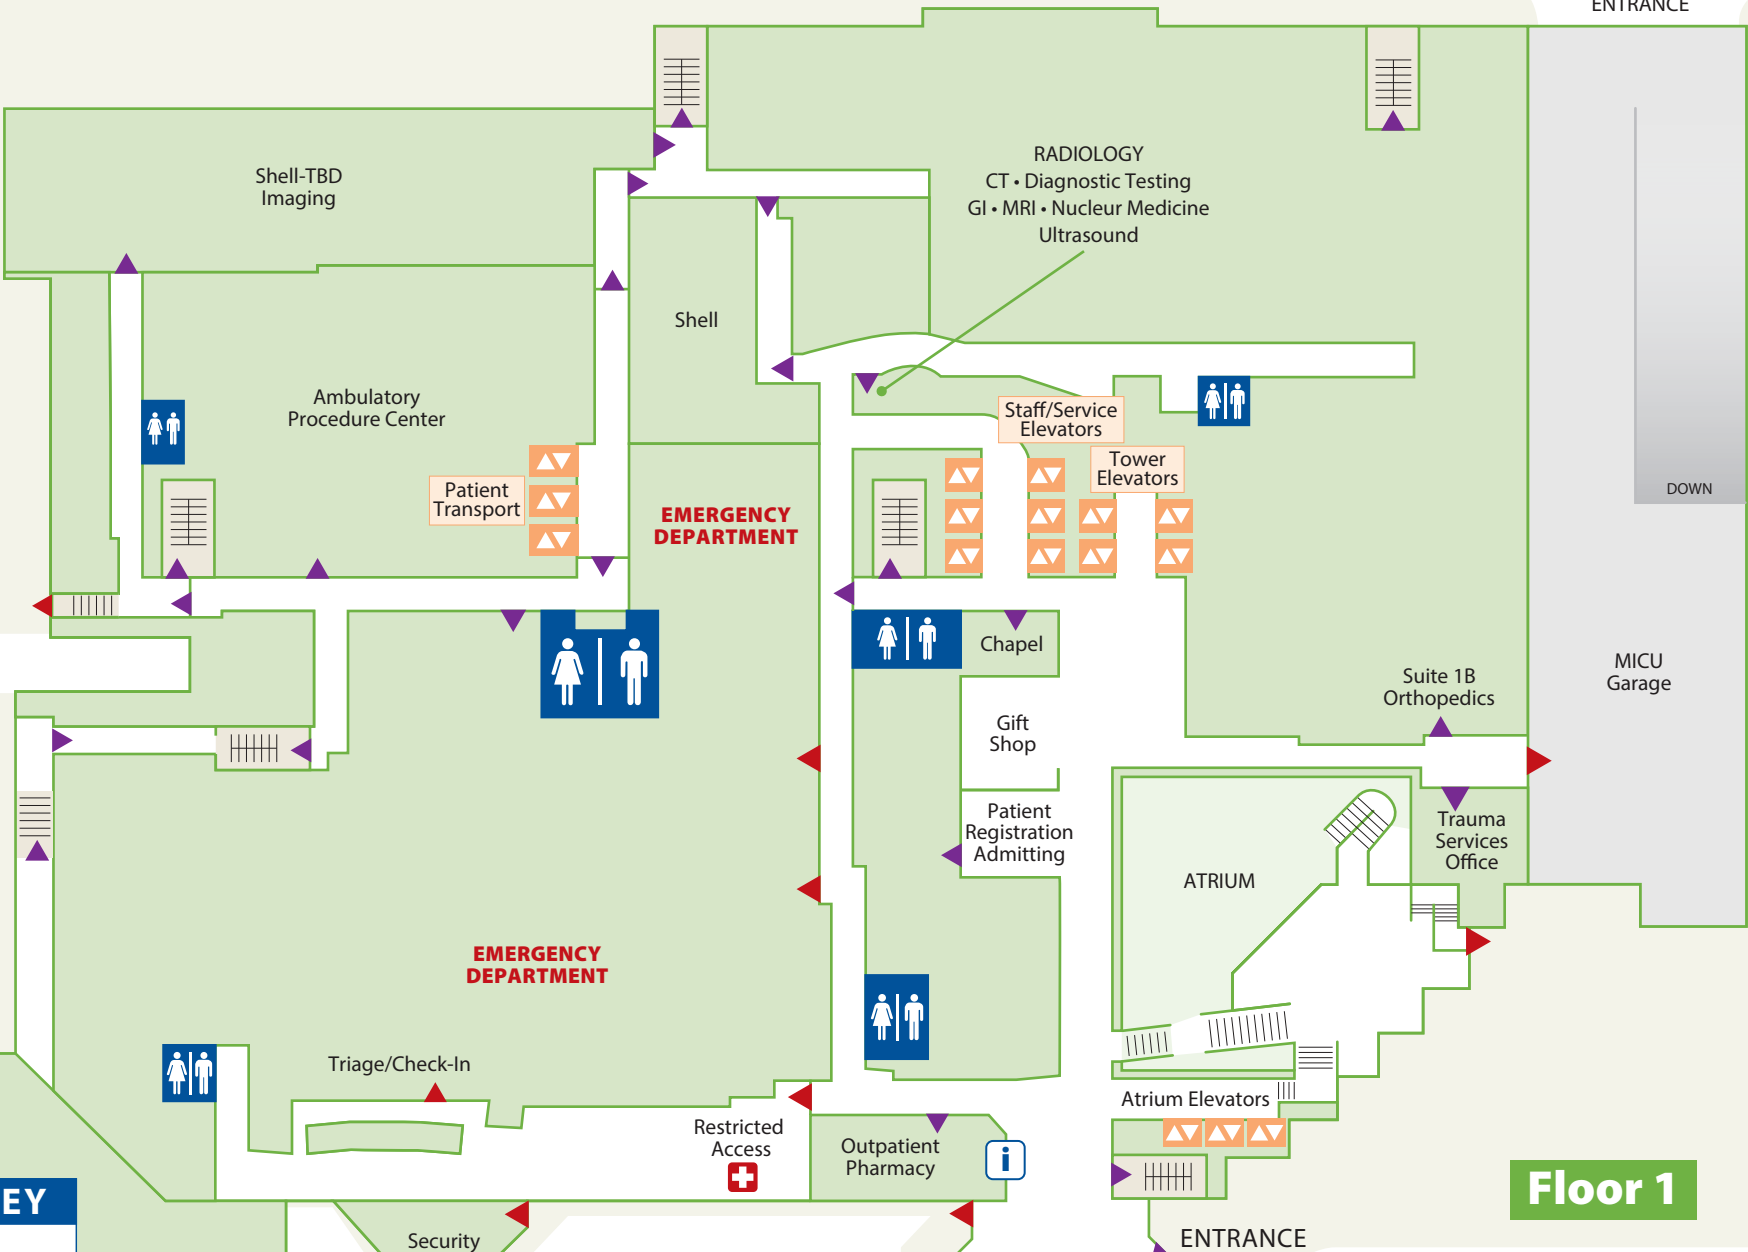 ENTRANCE
Shell-TBD
Imaging
RADIOLOGY
CT • Diagnostic Testing
GI • MRI • Nucleur Medicine
Ultrasound
Shell
Ambulatory
Procedure Center
Staff/Service
Elevators
Tower
Elevators
Patient
Transport
DOWN
EMERGENCY
DEPARTMENT
Chapel
MICU
Garage
Suite 1B
Orthopedics
Gift
Shop
Patient
Registration
Admitting
Trauma
Services
Office
ATRIUM
EMERGENCY
DEPARTMENT
Triage/Check-In
Atrium Elevators
Restricted
Access
Outpatient
Pharmacy
i
EY
Floor 1
Security
ENTRANCE